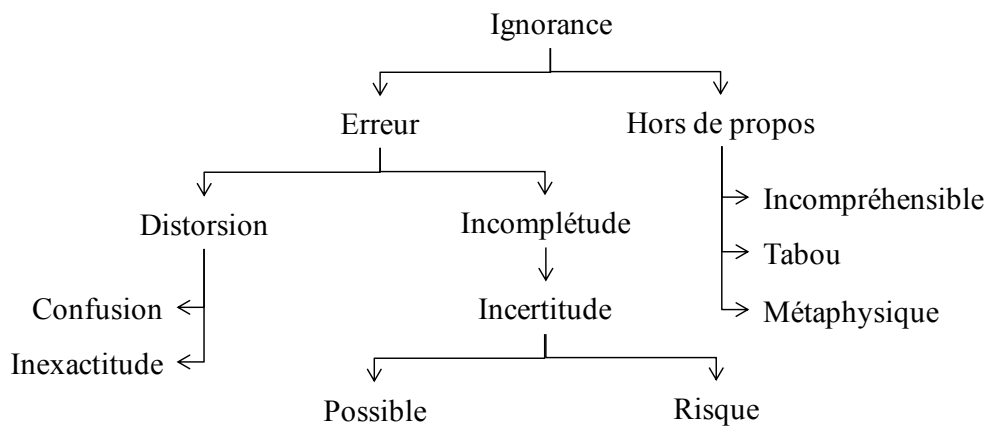 Ignorance
Erreur
Hors de propos
Distorsion
Incomplétude
Incompréhensible
Tabou
Métaphysique
Confusion
Inexactitude
Incertitude
Possible
Risque